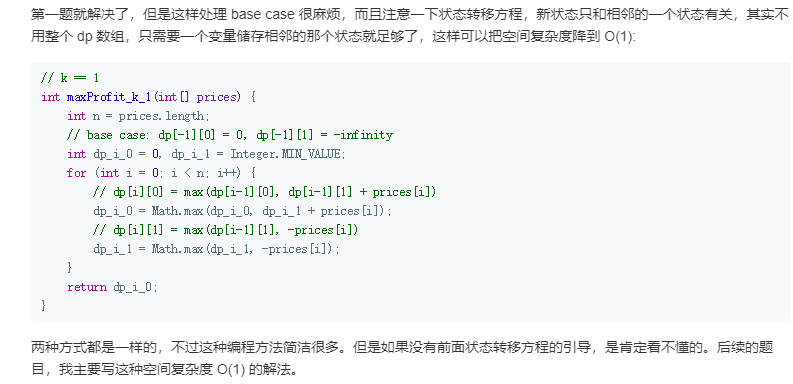 第一题就解决了，但是这样处理 base case 很麻烦，而且注意一下状态转移方程，新状态只和相邻的一个状态有关，其实不
用整个 dp 数组，只需要一个变量储存相邻的那个状态就足够了，这样可以把空间复杂度降到 O(1):
// k == 1
int maxProfit_k_1(int[] prices) {
    int n = prices.length;
    // base case: dp[-1][0] = 0, dp[-1][1] = -infinity
    int dp_i_0 = 0, dp_i_1 = Integer.MIN_VALUE;
    for (int i = 0; i < n; i++) {
        // dp[i][0] = max(dp[i-1][0], dp[i-1][1] + prices[i])
        dp_i_0 = Math.max(dp_i_0, dp_i_1 + prices[i]);
        // dp[i][1] = max(dp[i-1][1], -prices[i])
        dp_i_1 = Math.max(dp_i_1, -prices[i]);
    }
    return dp_i_0;
}
两种方式都是一样的，不过这种编程方法简洁很多。但是如果没有前面状态转移方程的引导，是肯定看不懂的。后续的题
目，我主要写这种空间复杂度 O(1) 的解法。